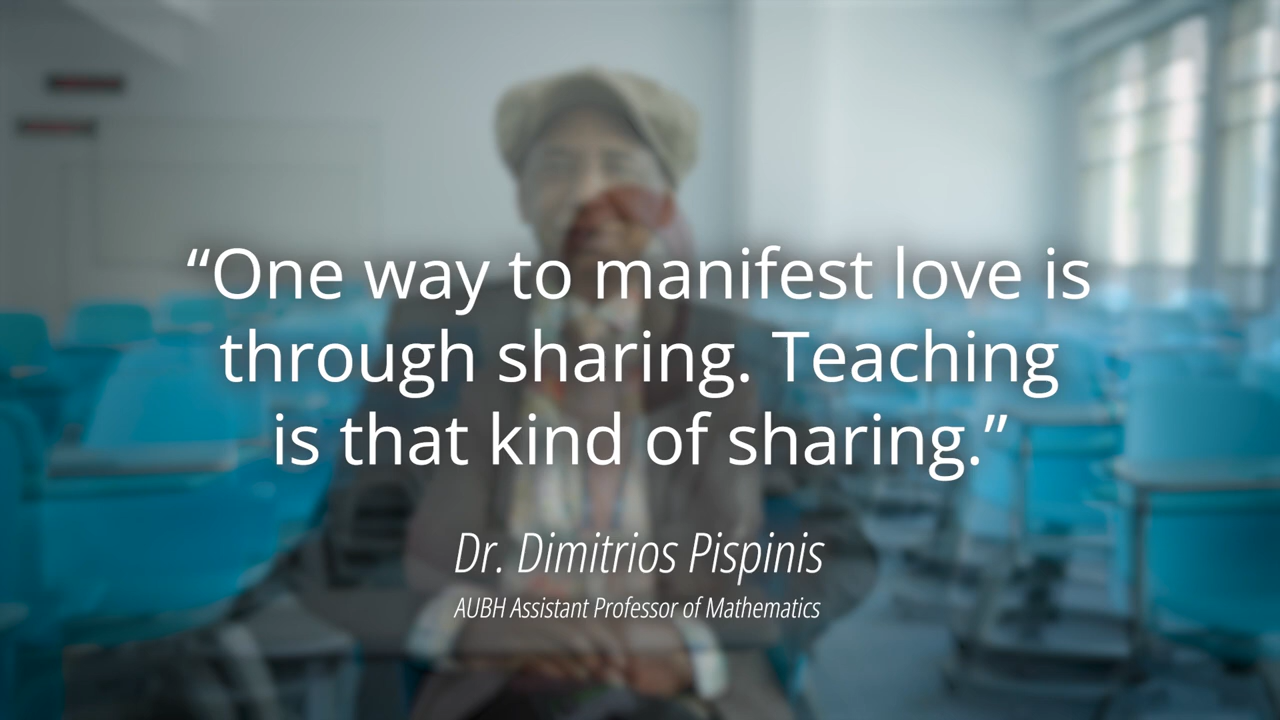 “One way to manifest love is
through sharing. Teaching
is that kind of sharing.”
Dr. Dimitrios Pispinis
AUBH Assistant Professor of Mathematics